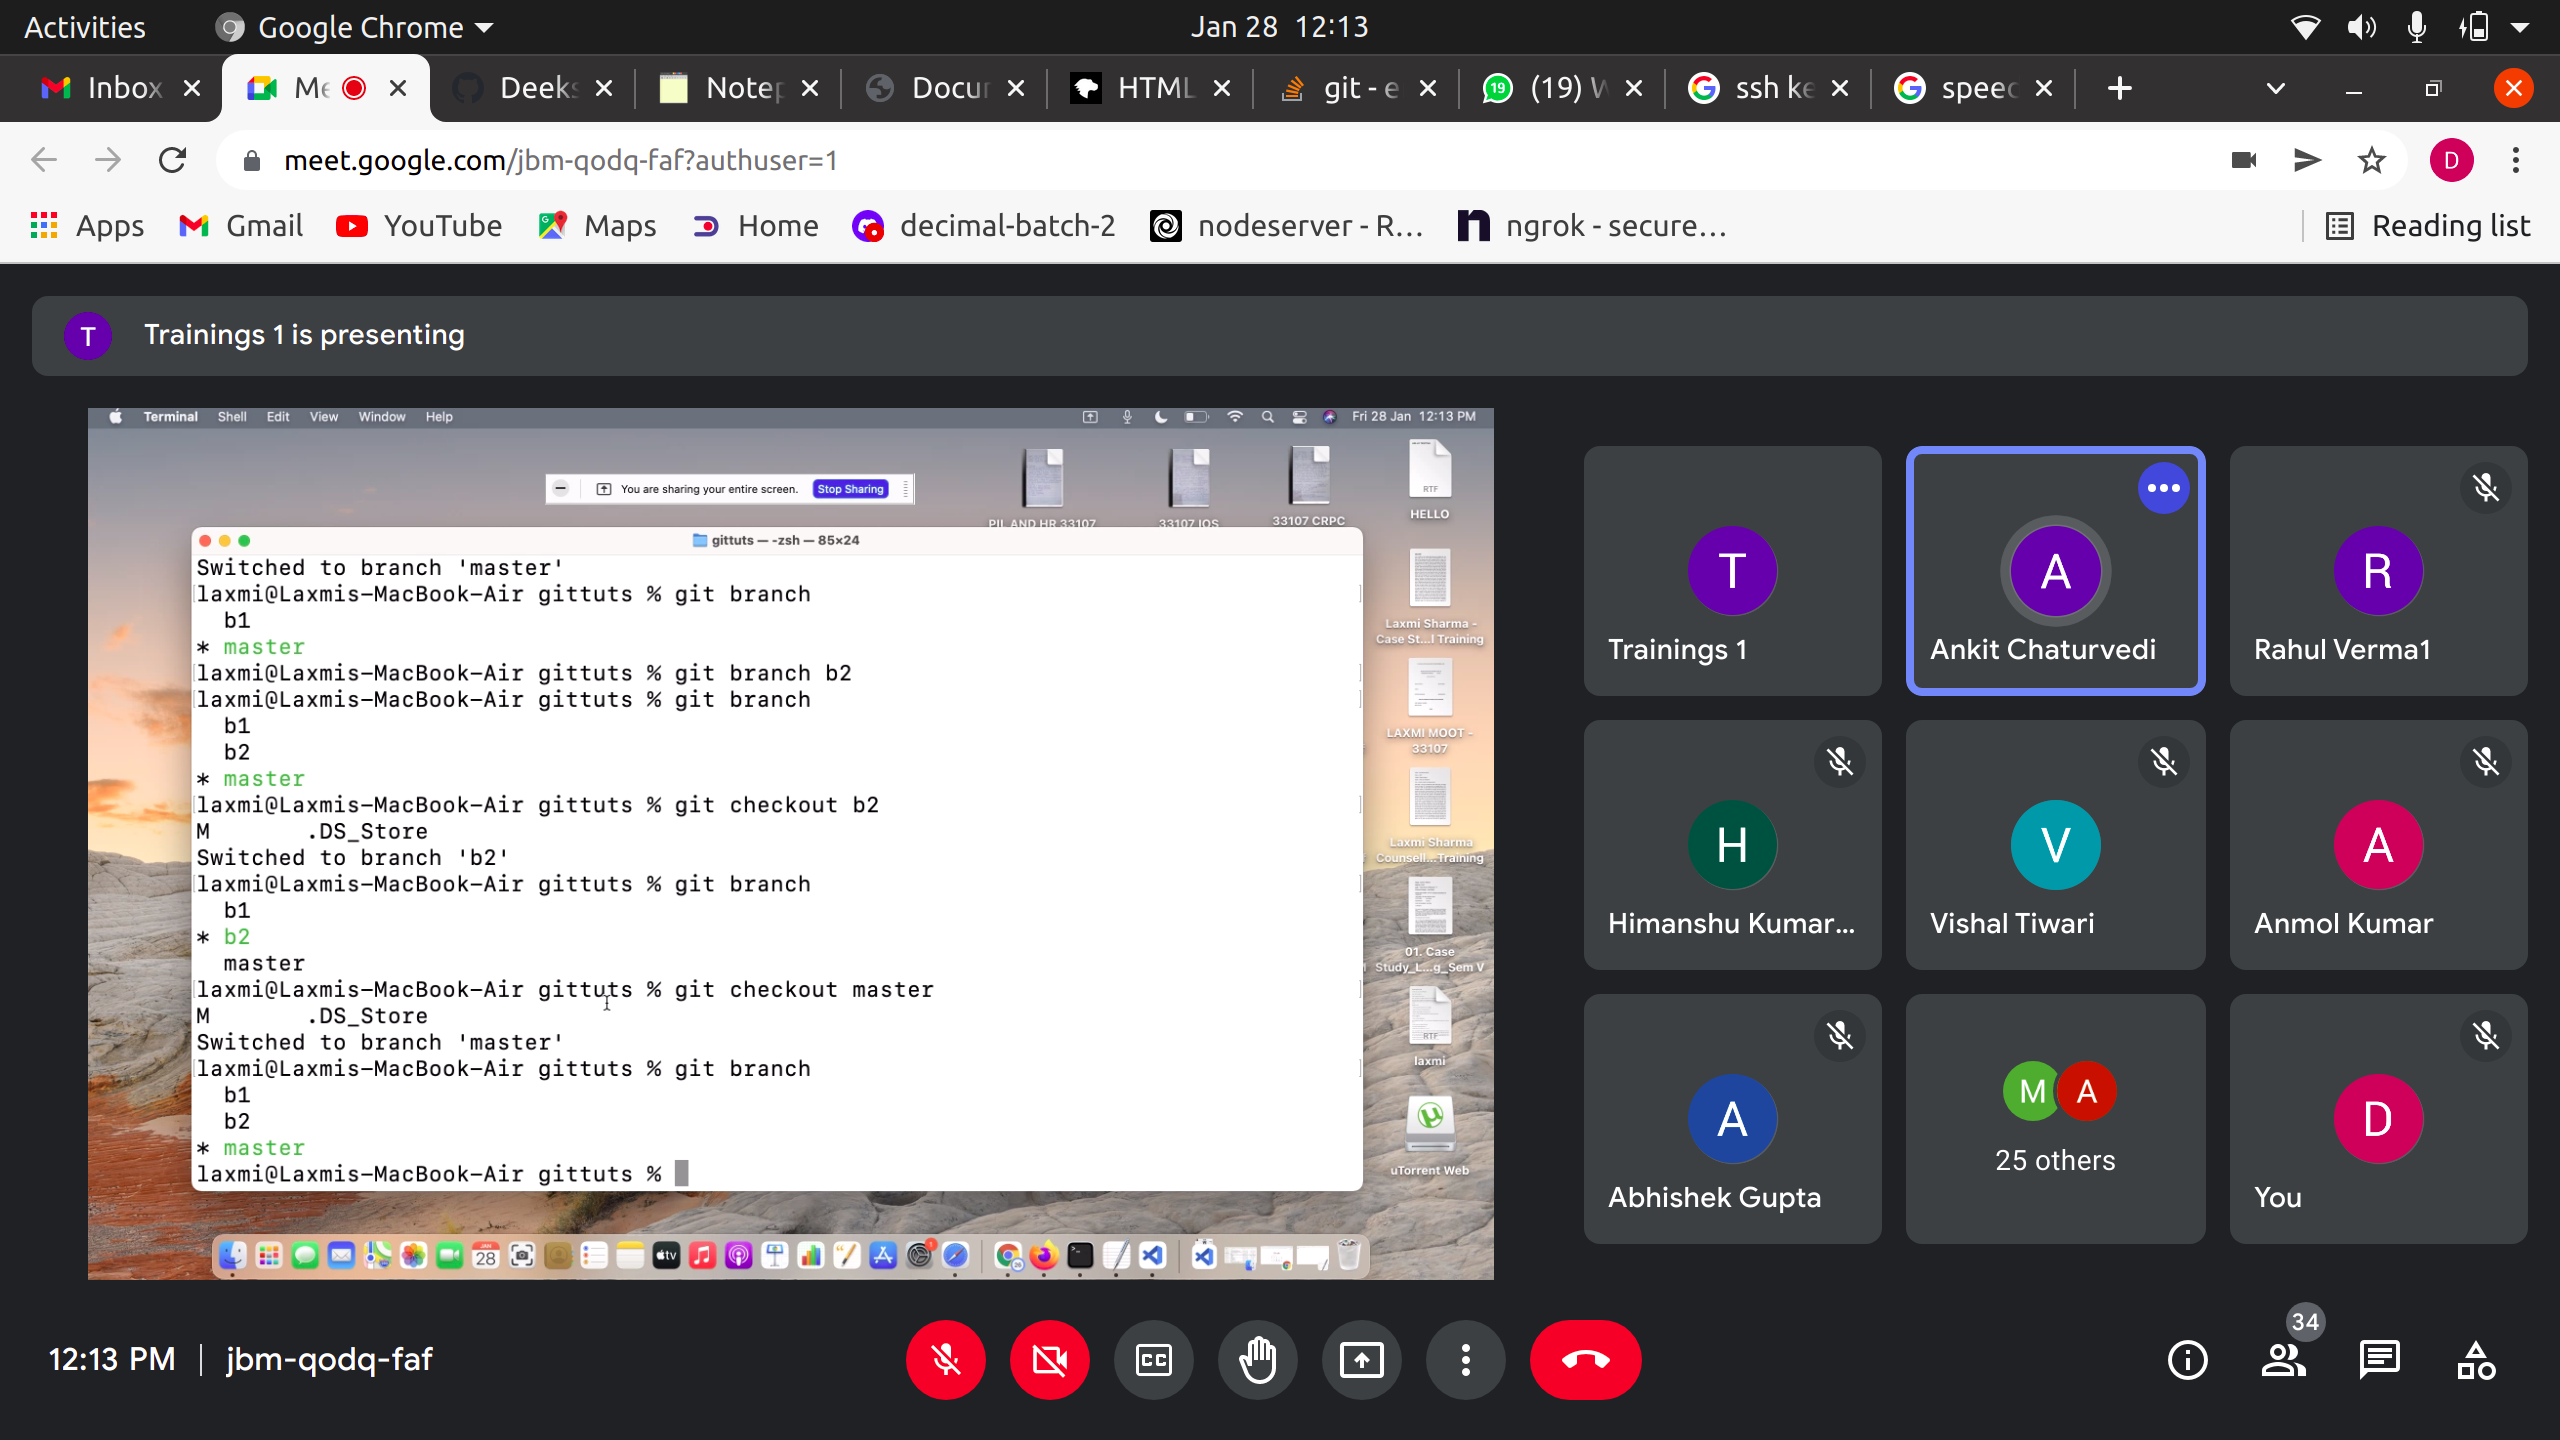 Activities
Google Chrome
Jan 28 12:13
Inbox
Me
Deeks
Notep
Docum
HTML
git - e
(19) W
ssh ke
speed
meet.google.com/jbm-qodq-faf?authuser=1
D
Apps
Gmail
YouTube
Maps
Home
decimal-batch-2
nodeserver - R...
ngrok - secure...
Reading list
T
Trainings 1 is presenting
Terminal Shell Edit View Window Help
Fri 28 Jan 12:13 PM
You are sharing your entire screen.
Stop Sharing
PIL AND HR 33107
33107 IOS
33107 CRPC
RTF
HELLO
Laxmi Sharma -
Case St...l Training
LAXMI MOOT -
33107
Laxmi Sharma
Counsell...Training
01. Case
Study_L...g_Sem V
RTF
laxmi
uTorrent Web
gittuts — -zsh — 85×24
Switched to branch 'master'
laxmi@Laxmis-MacBook-Air gittuts % git branch
b1
* master
laxmi@Laxmis-MacBook-Air gittuts % git branch b2
laxmi@Laxmis-MacBook-Air gittuts % git branch
b1
b2
* master
laxmi@Laxmis-MacBook-Air gittuts % git checkout b2
M .DS_Store
Switched to branch 'b2'
laxmi@Laxmis-MacBook-Air gittuts % git branch
b1
* b2
master
laxmi@Laxmis-MacBook-Air gittuts % git checkout master
M .DS_Store
Switched to branch 'master'
laxmi@Laxmis-MacBook-Air gittuts % git branch
b1
b2
* master
laxmi@Laxmis-MacBook-Air gittuts %
T
Trainings 1
A
Ankit Chaturvedi
R
Rahul Verma1
H
Himanshu Kumar...
V
Vishal Tiwari
A
Anmol Kumar
A
Abhishek Gupta
M A
25 others
D
You
12:13 PM | jbm-qodq-faf
34